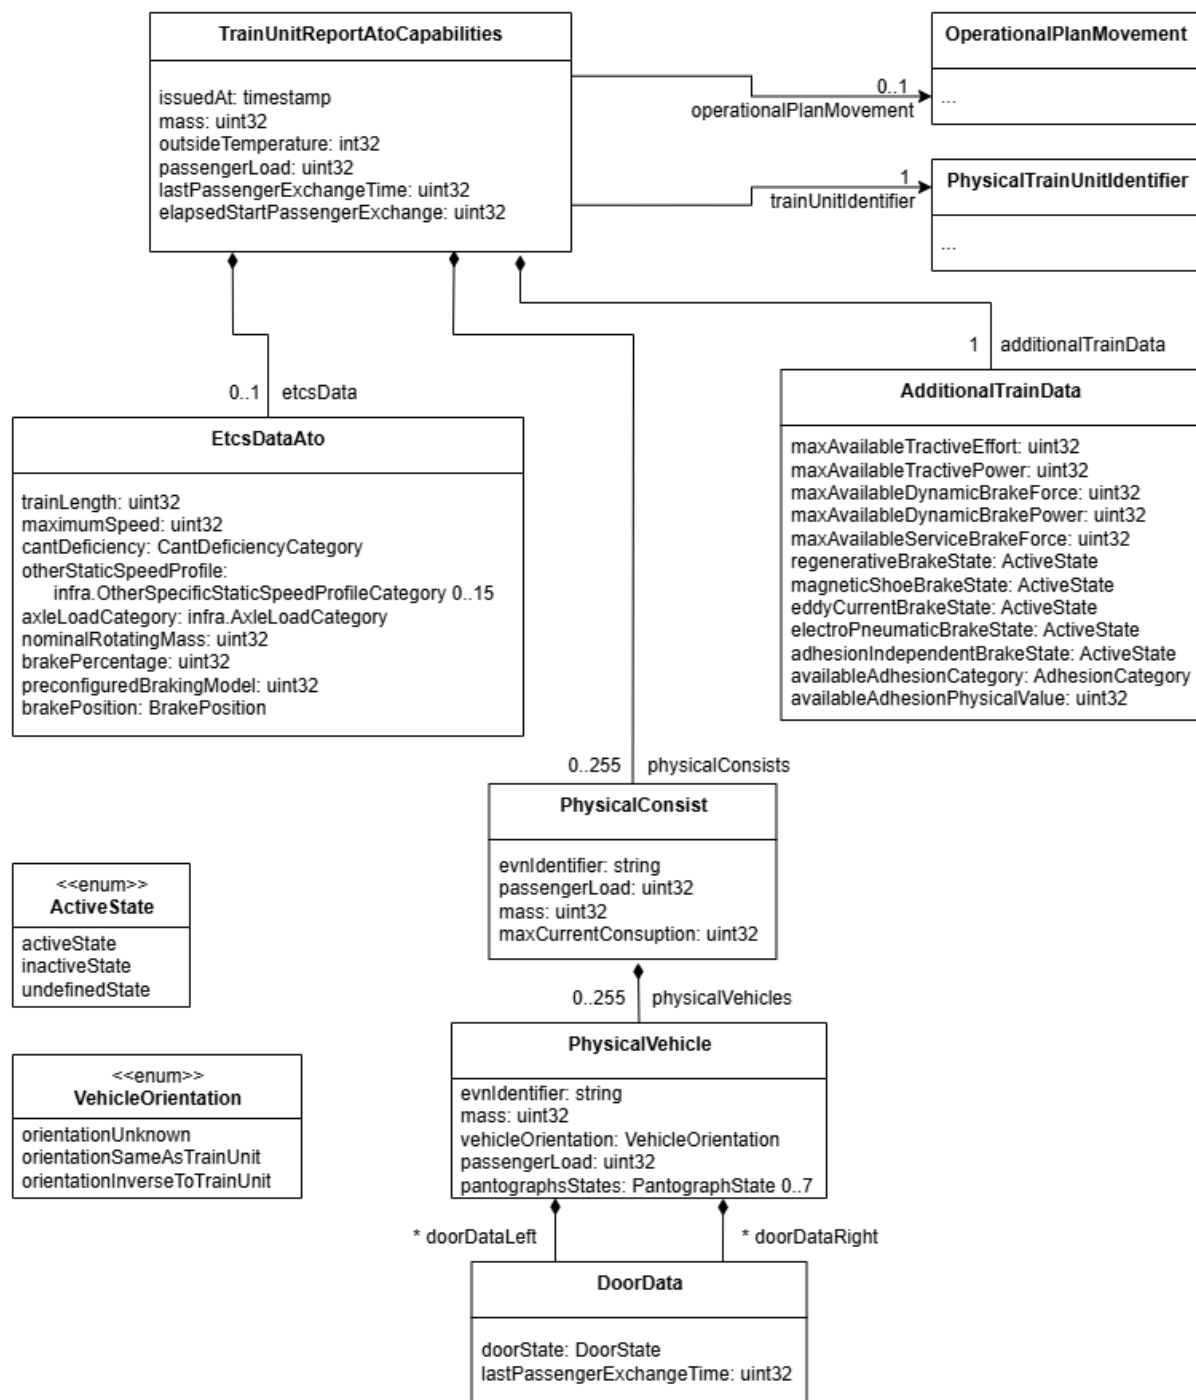 TrainUnitReportAtoCapabilities
issuedAt: timestamp
mass: uint32
outsideTemperature: int32
passengerLoad: uint32
lastPassengerExchangeTime: uint32
elapsedStartPassengerExchange: uint32
OperationalPlanMovement
...
0..1
operationalPlanMovement
PhysicalTrainUnitIdentifier
...
1
trainUnitIdentifier
1 additionalTrainData
AdditionalTrainData
maxAvailableTractiveEffort: uint32
maxAvailableTractivePower: uint32
maxAvailableDynamicBrakeForce: uint32
maxAvailableDynamicBrakePower: uint32
maxAvailableServiceBrakeForce: uint32
regenerativeBrakeState: ActiveState
magneticShoeBrakeState: ActiveState
eddyCurrentBrakeState: ActiveState
electroPneumaticBrakeState: ActiveState
adhesionIndependentBrakeState: ActiveState
availableAdhesionCategory: AdhesionCategory
availableAdhesionPhysicalValue: uint32
0..1 etcsData
EtcsDataAto
trainLength: uint32
maximumSpeed: uint32
cantDeficiency: CantDeficiencyCategory
otherStaticSpeedProfile:
infra.OtherSpecificStaticSpeedProfileCategory 0..15
axleLoadCategory: infra.AxleLoadCategory
nominalRotatingMass: uint32
brakePercentage: uint32
preconfiguredBrakingModel: uint32
brakePosition: BrakePosition
0..255 physicalConsists
PhysicalConsist
evnIdentifier: string
passengerLoad: uint32
mass: uint32
maxCurrentConsuption: uint32
<<enum>>
ActiveState
activeState
inactiveState
undefinedState
0..255 physicalVehicles
PhysicalVehicle
evnIdentifier: string
mass: uint32
vehicleOrientation: VehicleOrientation
passengerLoad: uint32
pantographsStates: PantographState 0..7
<<enum>>
VehicleOrientation
orientationUnknown
orientationSameAsTrainUnit
orientationInverseToTrainUnit
* doorDataLeft
* doorDataRight
DoorData
doorState: DoorState
lastPassengerExchangeTime: uint32